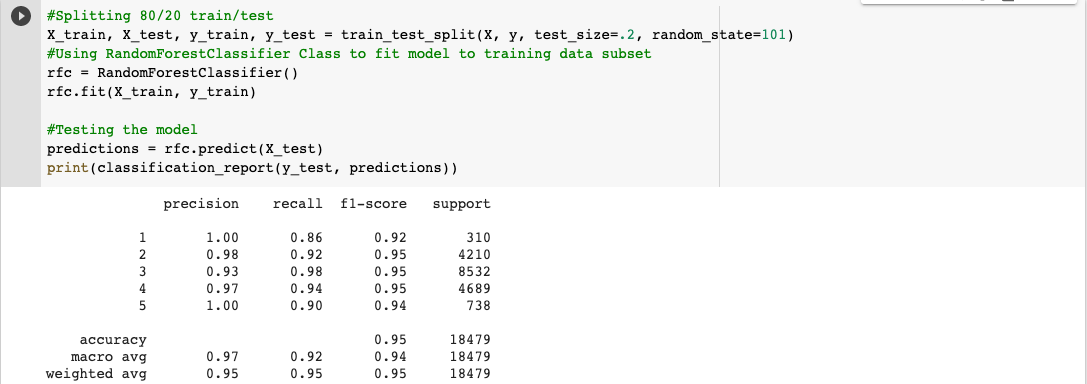 #Splitting 80/20 train/test
X_train, X_test, y_train, y_test = train_test_split(X, y, test_size=.2, random_state=101)
#Using RandomForestClassifier Class to fit model to training data subset
rfc = RandomForestClassifier()
rfc.fit(X_train, y_train)
#Testing the model
predictions = rfc.predict(X_test)
print(classification_report(y_test, predictions))
precision recall f1-score support
1 1.00 0.86 0.92 310
2 0.98 0.92 0.95 4210
3 0.93 0.98 0.95 8532
4 0.97 0.94 0.95 4689
5 1.00 0.90 0.94 738
accuracy 0.95 18479
macro avg 0.97 0.92 0.94 18479
weighted avg 0.95 0.95 0.95 18479